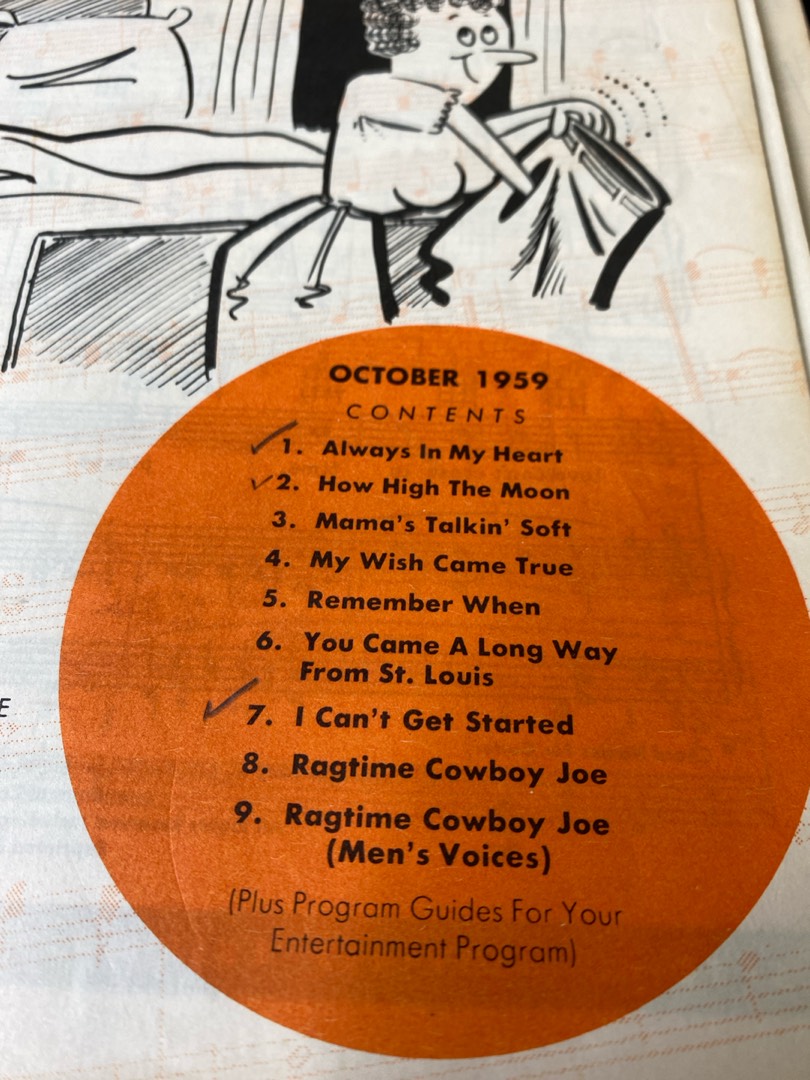 OCTOBER 1959
CONTENTS
1. Always In My Heart
2. How High The Moon
3. Mama's Talkin' Soft
4. My Wish Came True
5. Remember When
6. You Came A Long Way
From St. Louis
7. I Can't Get Started
8. Ragtime Cowboy Joe
9. Ragtime Cowboy Joe
(Men's Voices)
(Plus Program Guides For Your
Entertainment Program)
E